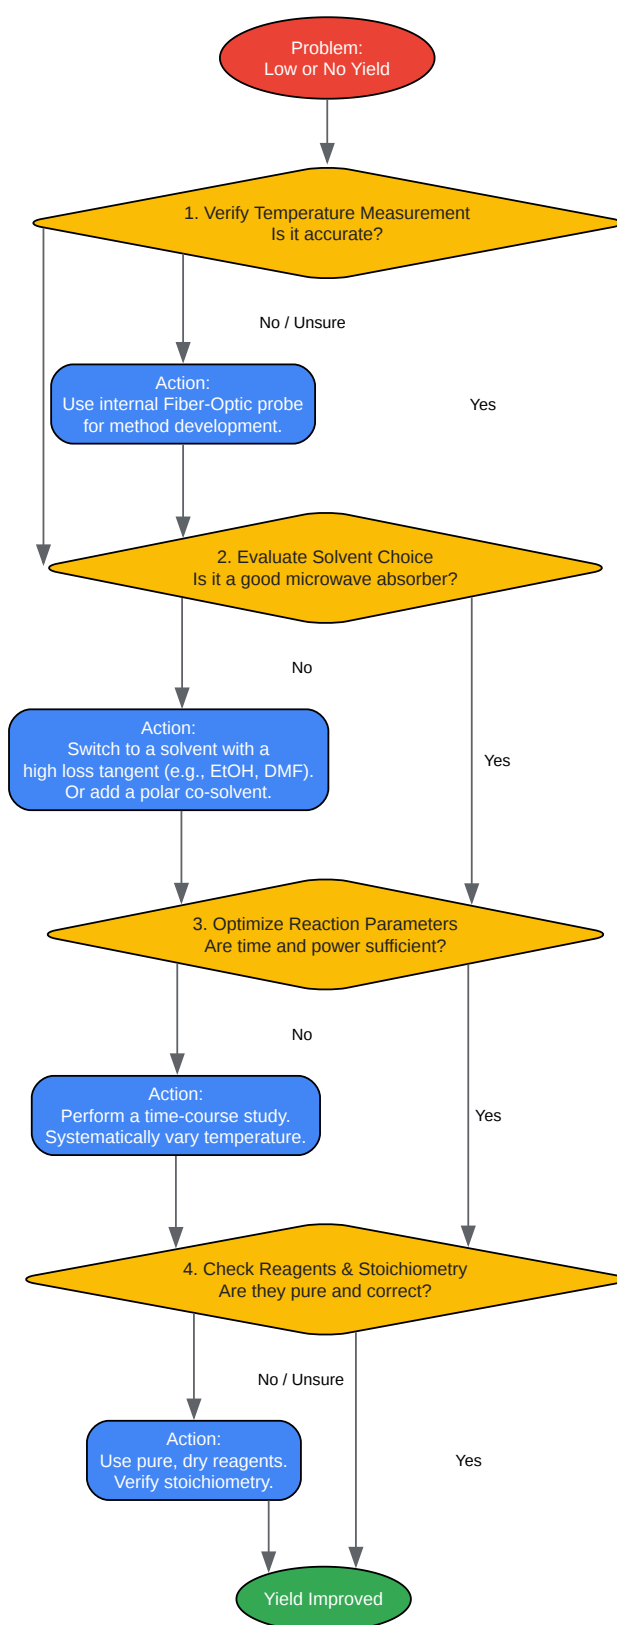 Problem:
Low or No Yield
1. Verify Temperature Measurement
Is it accurate?
No / Unsure
Action:
Use internal Fiber-Optic probe
for method development.
Yes
2. Evaluate Solvent Choice
Is it a good microwave absorber?
No
Action:
Switch to a solvent with a
high loss tangent (e.g., EtOH, DMF).
Or add a polar co-solvent.
Yes
3. Optimize Reaction Parameters
Are time and power sufficient?
No
Action:
Perform a time-course study.
Systematically vary temperature.
Yes
4. Check Reagents & Stoichiometry
Are they pure and correct?
No / Unsure
Action:
Use pure, dry reagents.
Verify stoichiometry.
Yes
Yield Improved